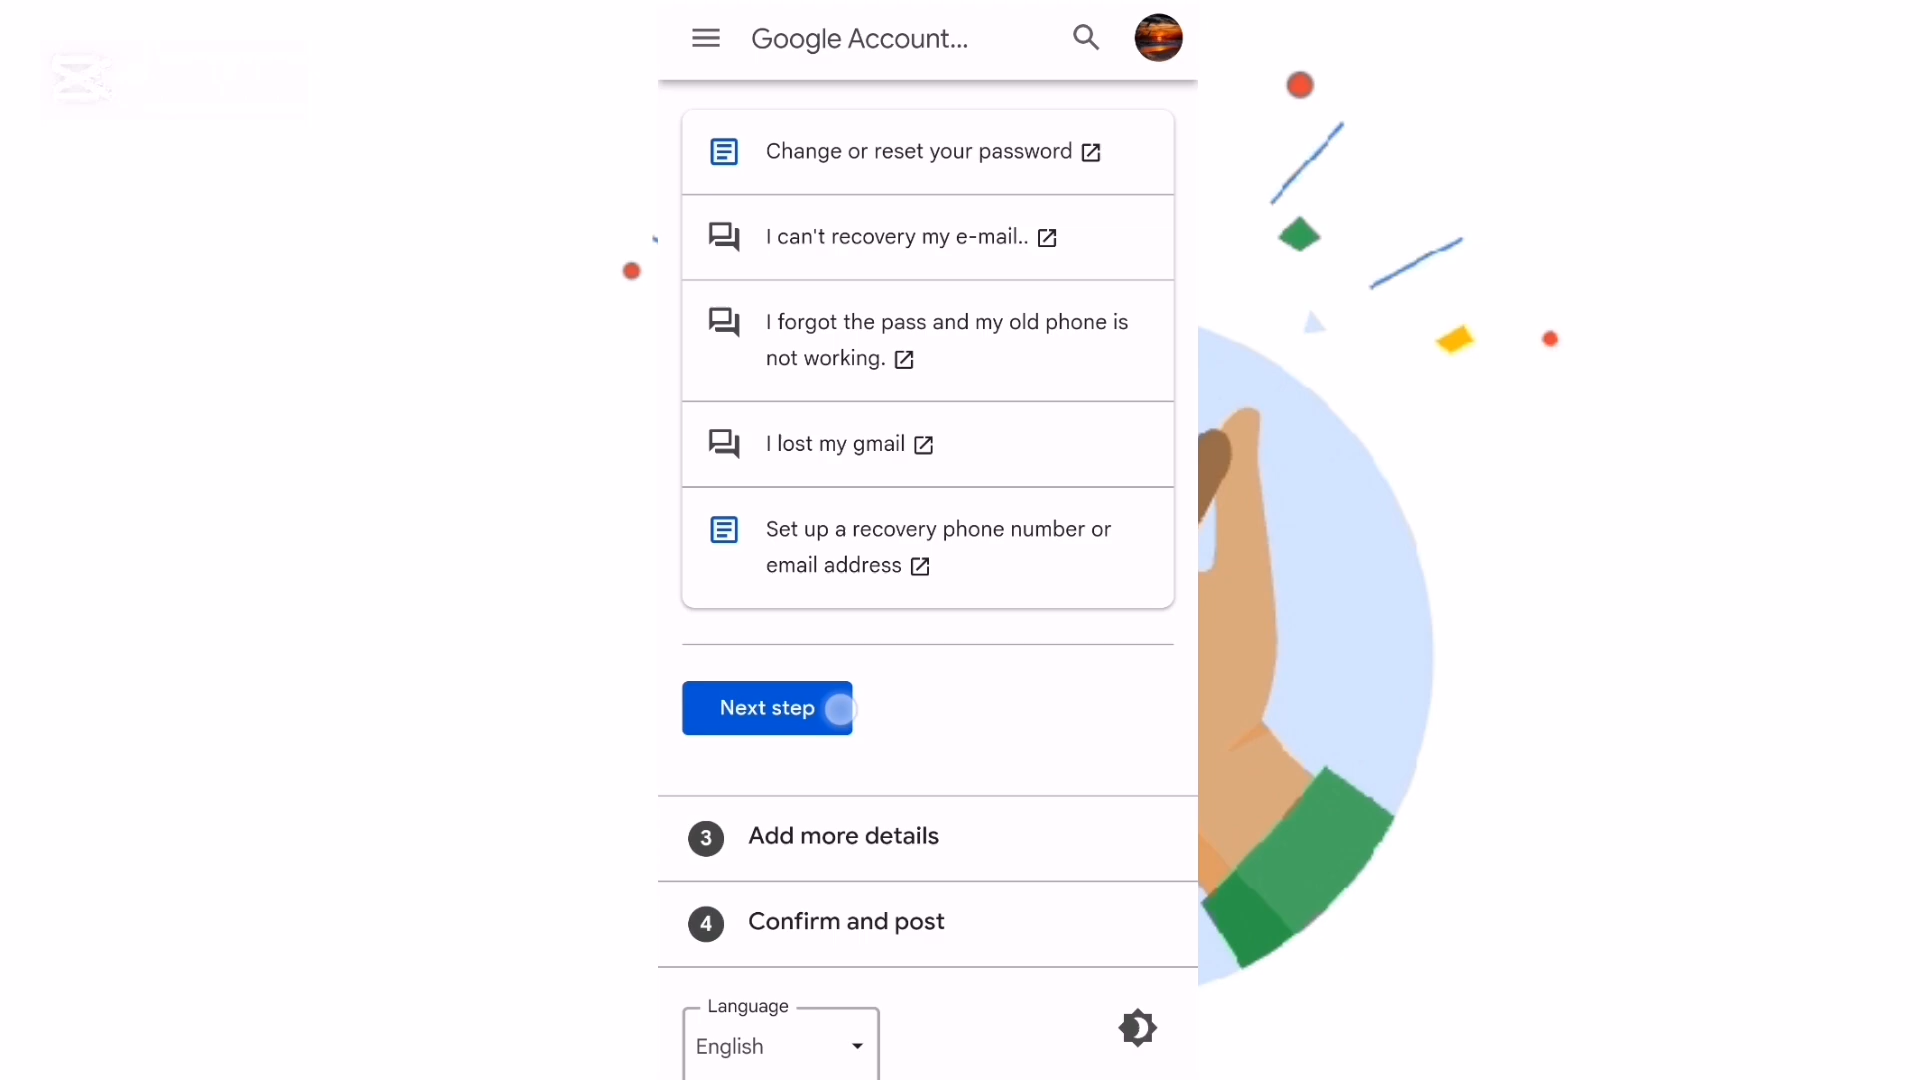 Google Account...
Change or reset your password
I can't recovery my e-mail..
I forgot the pass and my old phone is
not working.
I lost my gmail
Set up a recovery phone number or
email address
Next step
3 Add more details
4 Confirm and post
Language
English